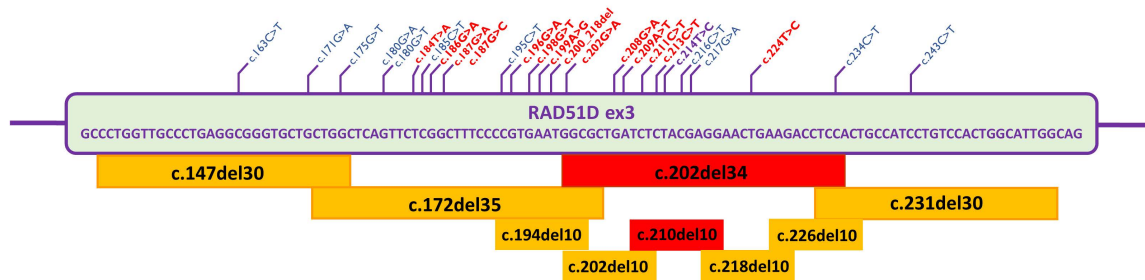 c.163C>T
c.171G>A
c.175G>T
c.180G>A
c.180G>T
c.184T>A
c.185C>T
c.186G>A
c.187G>A
c.187G>C
c.195C>T
c.196G>A
c.198G>T
c.199A>G
c.200_218del
c.202G>A
c.208G>A
c.209A>T
c.211C>T
c.213C>T
c.214T>C
c.216C>T
c.217G>A
c.224T>C
c.234C>T
c.243C>T
RAD51D ex3
GCCCTGGTTGCCCTGAGGCGGGTGCTGCTGGCTCAGTTCTCGGCTTTCCCCGTGAATGGCGCTGATCTCTACGAGGAACTGAAGACCTCCACTGCCATCCTGTCCACTGGCATTGGCAG
c.147del30
c.202del34
c.172del35
c.231del30
c.194del10
c.210del10
c.226del10
c.202del10
c.218del10